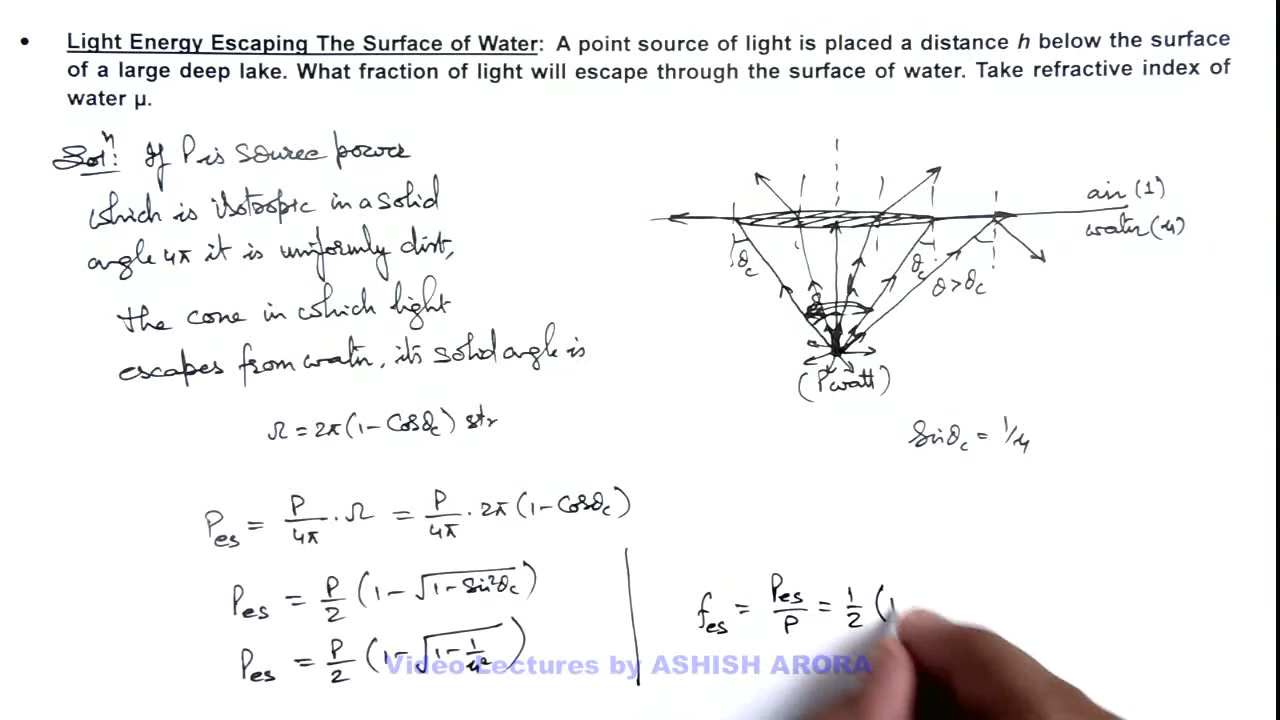 • Light Energy Escaping The Surface of Water: A point source of light is placed a distance h below the surface
of a large deep lake. What fraction of light will escape through the surface of water. Take refractive index of
water μ.
Solⁿ: If P is source power
which is isotropic in a solid
angle 4π it is uniformly dist,
the cone in which light
escapes from water, its solid angle is
Ω = 2π(1 - Cosθc) str
Pes = P/4π · Ω = P/4π · 2π (1 - Cosθc)
Pes = P/2 (1 - √(1 - Sin²θc))
Pes = P/2 (1 - √(1 - 1/μ²))
air (1)
water (μ)
θc
θc
θ > θc
(P watt)
Sinθc = 1/μ
fes = Pes/P = 1/2 (1
Video Lectures by ASHISH ARORA